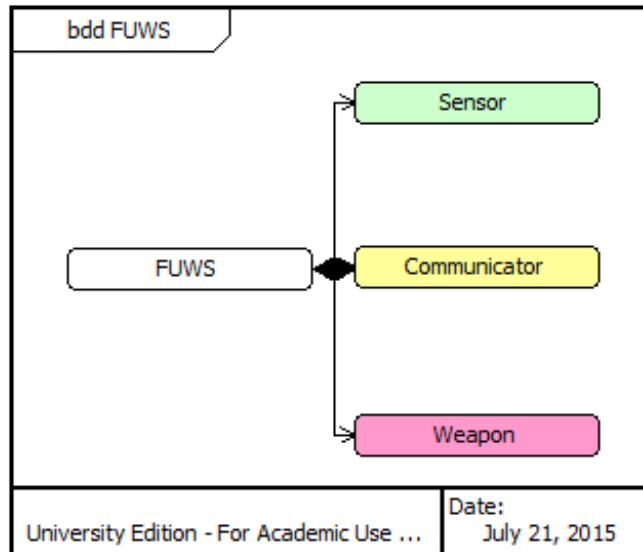 bdd FUWS
Sensor
FUWS
Communicator
Weapon
University Edition - For Academic Use ...
Date:
July 21, 2015